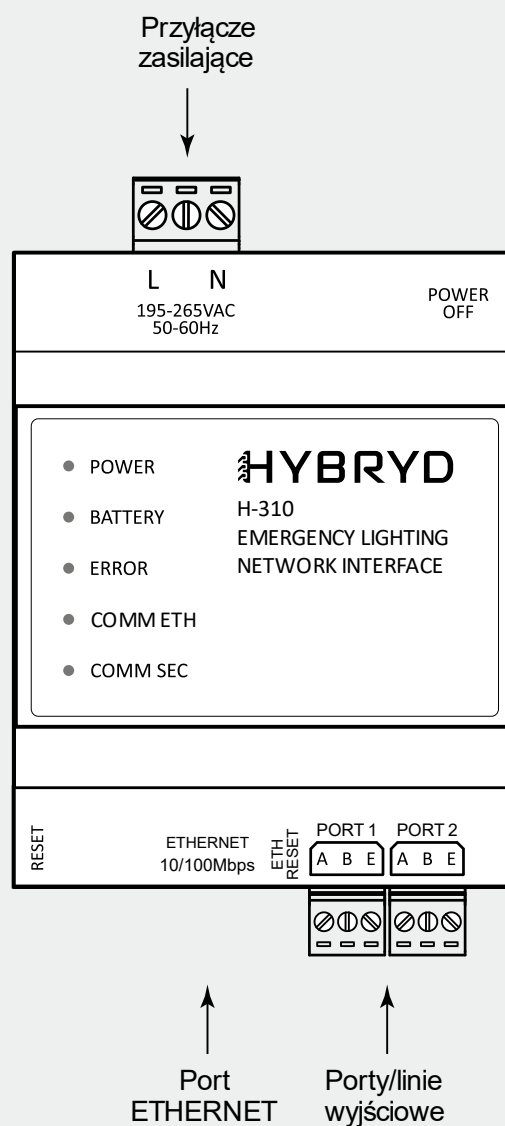 Przyłącze
zasilające
L N
195-265VAC
50-60Hz
POWER
OFF
POWER
BATTERY
ERROR
COMM ETH
COMM SEC
HYBRYD
H-310
EMERGENCY LIGHTING
NETWORK INTERFACE
RESET
ETHERNET
10/100Mbps
ETH
RESET
PORT 1 PORT 2
A B E A B E
Port
ETHERNET
Porty/linie
wyjściowe